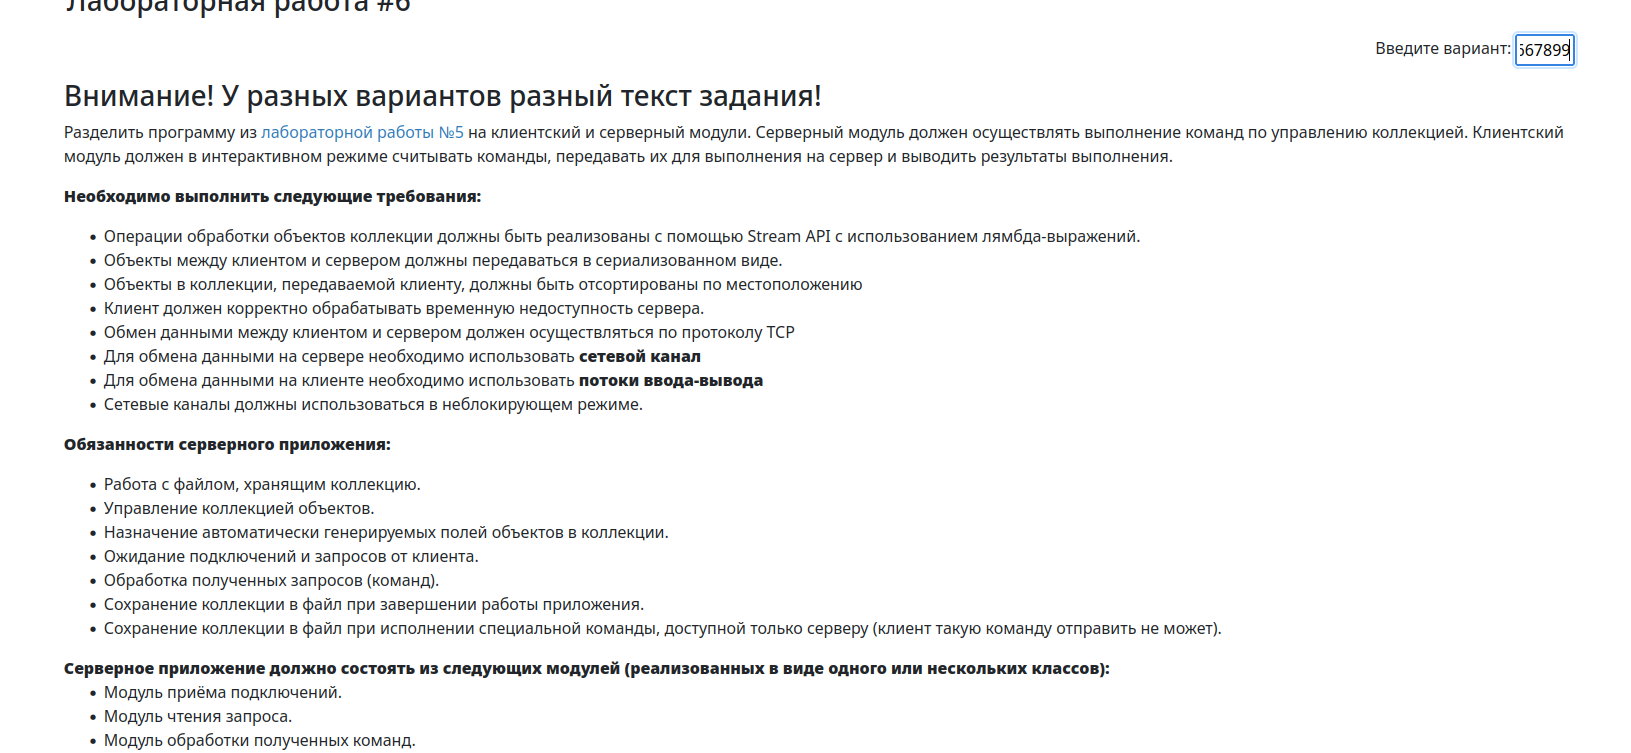 Лабораторная работа #6
Введите вариант:
567899
Внимание! У разных вариантов разный текст задания!
Разделить программу из лабораторной работы №5 на клиентский и серверный модули. Серверный модуль должен осуществлять выполнение команд по управлению коллекцией. Клиентский
модуль должен в интерактивном режиме считывать команды, передавать их для выполнения на сервер и выводить результаты выполнения.
Необходимо выполнить следующие требования:
• Операции обработки объектов коллекции должны быть реализованы с помощью Stream API с использованием лямбда-выражений.
• Объекты между клиентом и сервером должны передаваться в сериализованном виде.
• Объекты в коллекции, передаваемой клиенту, должны быть отсортированы по местоположению
• Клиент должен корректно обрабатывать временную недоступность сервера.
• Обмен данными между клиентом и сервером должен осуществляться по протоколу TCP
• Для обмена данными на сервере необходимо использовать сетевой канал
• Для обмена данными на клиенте необходимо использовать потоки ввода-вывода
• Сетевые каналы должны использоваться в неблокирующем режиме.
Обязанности серверного приложения:
• Работа с файлом, хранящим коллекцию.
• Управление коллекцией объектов.
• Назначение автоматически генерируемых полей объектов в коллекции.
• Ожидание подключений и запросов от клиента.
• Обработка полученных запросов (команд).
• Сохранение коллекции в файл при завершении работы приложения.
• Сохранение коллекции в файл при исполнении специальной команды, доступной только серверу (клиент такую команду отправить не может).
Серверное приложение должно состоять из следующих модулей (реализованных в виде одного или нескольких классов):
• Модуль приёма подключений.
• Модуль чтения запроса.
• Модуль обработки полученных команд.